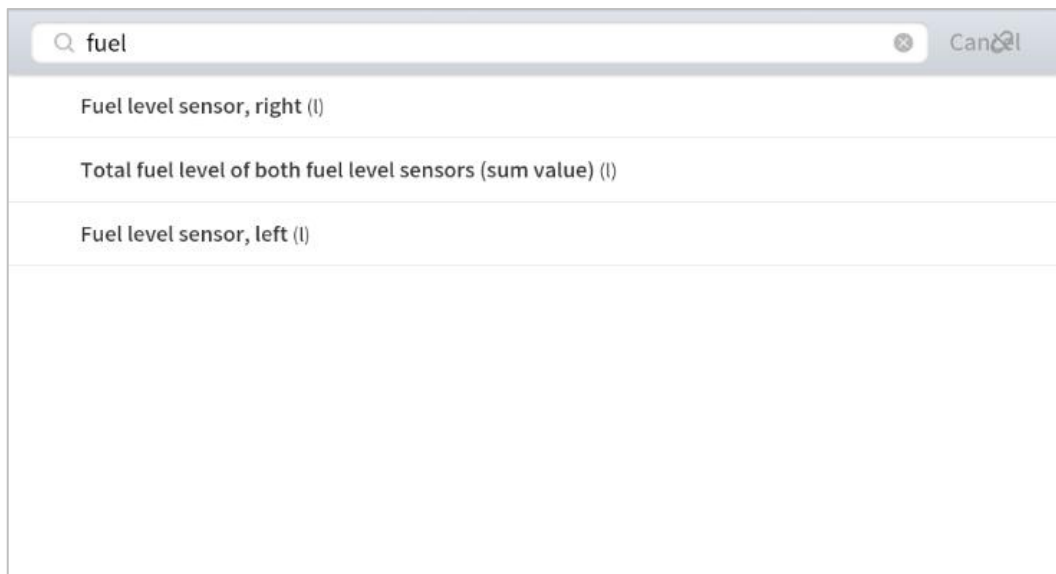 fuel
Cancel
Fuel level sensor, right (l)
Total fuel level of both fuel level sensors (sum value) (l)
Fuel level sensor, left (l)